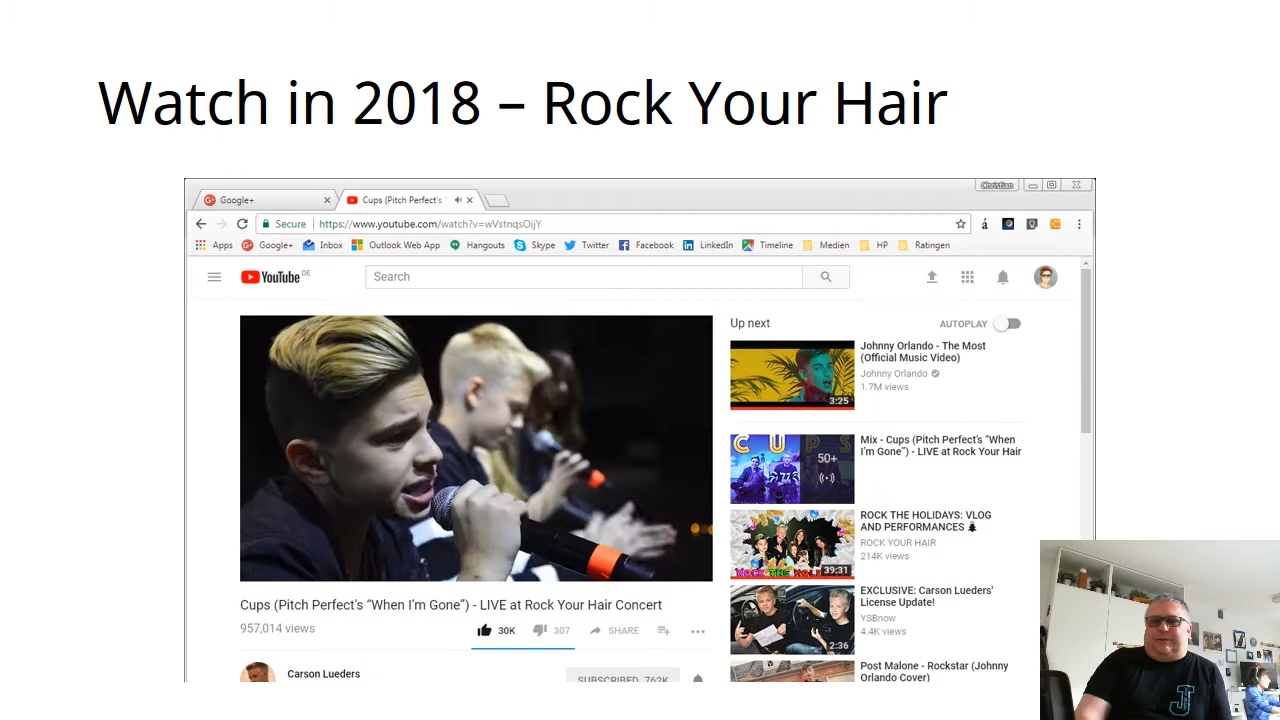 Watch in 2018 – Rock Your Hair
Christian
Google+
Cups (Pitch Perfect's
Secure
https://www.youtube.com/watch?v=wVstnqsOijY
Apps
Google+
Inbox
Outlook Web App
Hangouts
Skype
Twitter
Facebook
LinkedIn
Timeline
Medien
HP
Ratingen
YouTube DE
Search
Up next
AUTOPLAY
Johnny Orlando - The Most
(Official Music Video)
Johnny Orlando
1.7M views
3:25
Mix - Cups (Pitch Perfect's “When
I'm Gone”) - LIVE at Rock Your Hair
CUPS
50+
ROCK THE HOLIDAYS: VLOG
AND PERFORMANCES
ROCK YOUR HAIR
214K views
39:31
EXCLUSIVE: Carson Lueders'
License Update!
YSBnow
4.4K views
2:36
Post Malone - Rockstar (Johnny
Orlando Cover)
Cups (Pitch Perfect's “When I'm Gone”) - LIVE at Rock Your Hair Concert
957,014 views
30K
307
SHARE
Carson Lueders
SUBSCRIBED 762K